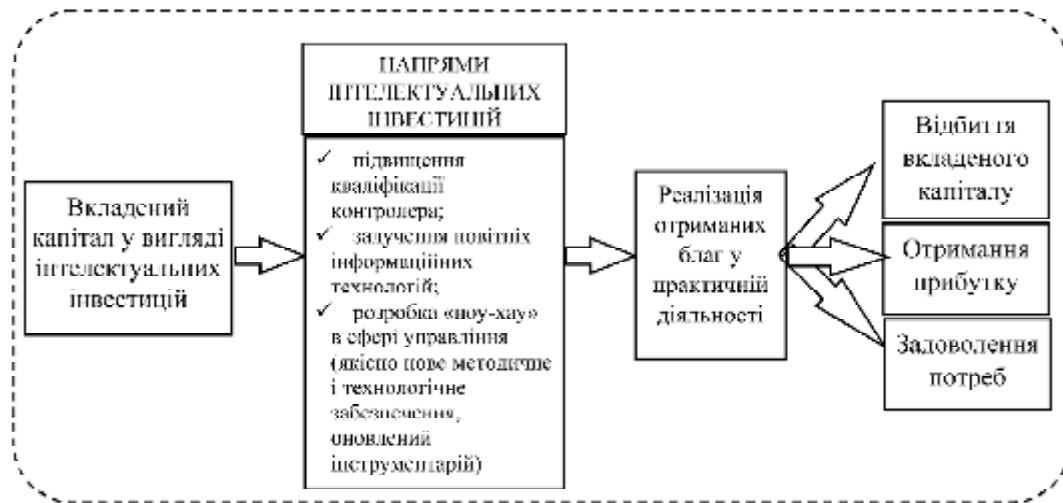 Вкладений
капітал у вигляді
інтелектуальних
інвестицій
НАПРЯМИ
ІНТЕЛЕКТУАЛЬНИХ
ІНВЕСТИЦІЙ
✓ підвищення
кваліфікації
контролера;
✓ залучення новітніх
інформаційних
технологій;
✓ розробка «ноу-хау»
в сфері управління
(якісно нове методичне
і технологічне
забезпечення,
оновлений
інструментарій)
Реалізація
отриманих
благ у
практичній
діяльності
Відбиття
вкладеного
капіталу
Отримання
прибутку
Задоволення
потреб